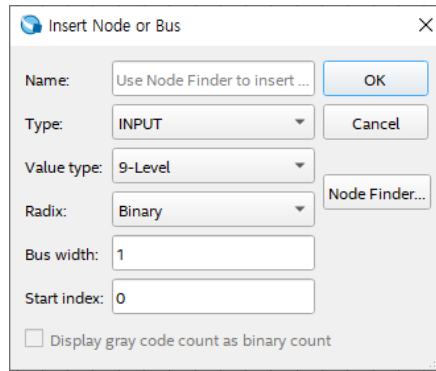 Insert Node or Bus
Name: Use Node Finder to insert ... OK
Type: INPUT Cancel
Value type: 9-Level
Node Finder...
Radix: Binary
Bus width: 1
Start index: 0
Display gray code count as binary count